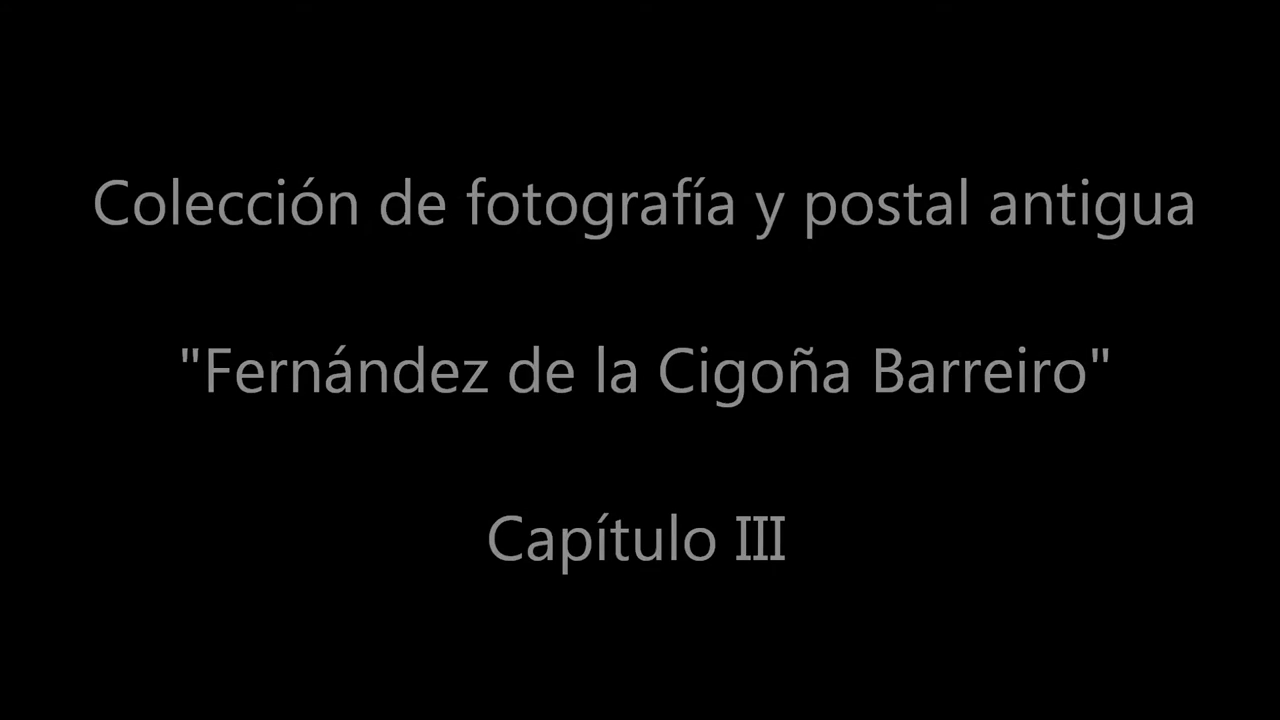 Colección de fotografía y postal antigua
"Fernández de la Cigoña Barreiro"
Capítulo III